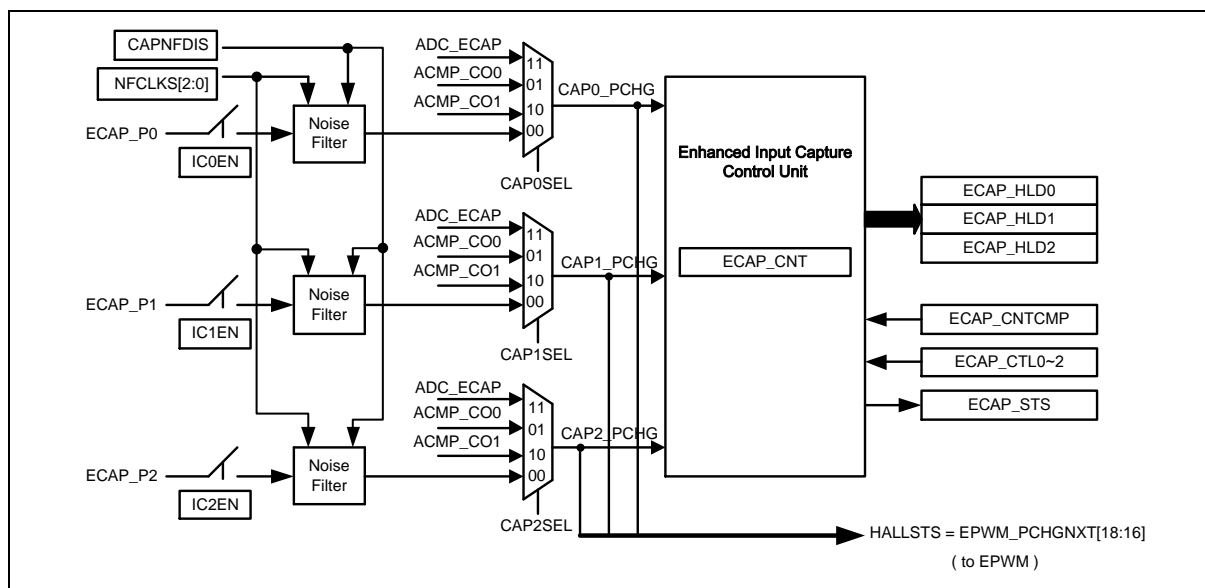 CAPNFDIS
NFCLKS[2:0]
ADC_ECAP
ACMP_CO0
ACMP_CO1
11
01
10
00
CAP0_PCHG
ECAP_P0
IC0EN
Noise
Filter
CAP0SEL
Enhanced Input Capture
Control Unit
ECAP_CNT
ECAP_HLD0
ECAP_HLD1
ECAP_HLD2
ADC_ECAP
ACMP_CO0
ACMP_CO1
11
01
10
00
CAP1_PCHG
ECAP_P1
IC1EN
Noise
Filter
CAP1SEL
ECAP_CNTCMP
ECAP_CTL0~2
ECAP_STS
ADC_ECAP
ACMP_CO0
ACMP_CO1
11
01
10
00
CAP2_PCHG
ECAP_P2
IC2EN
Noise
Filter
CAP2SEL
HALLSTS = EPWM_PCHGNXT[18:16]
( to EPWM )